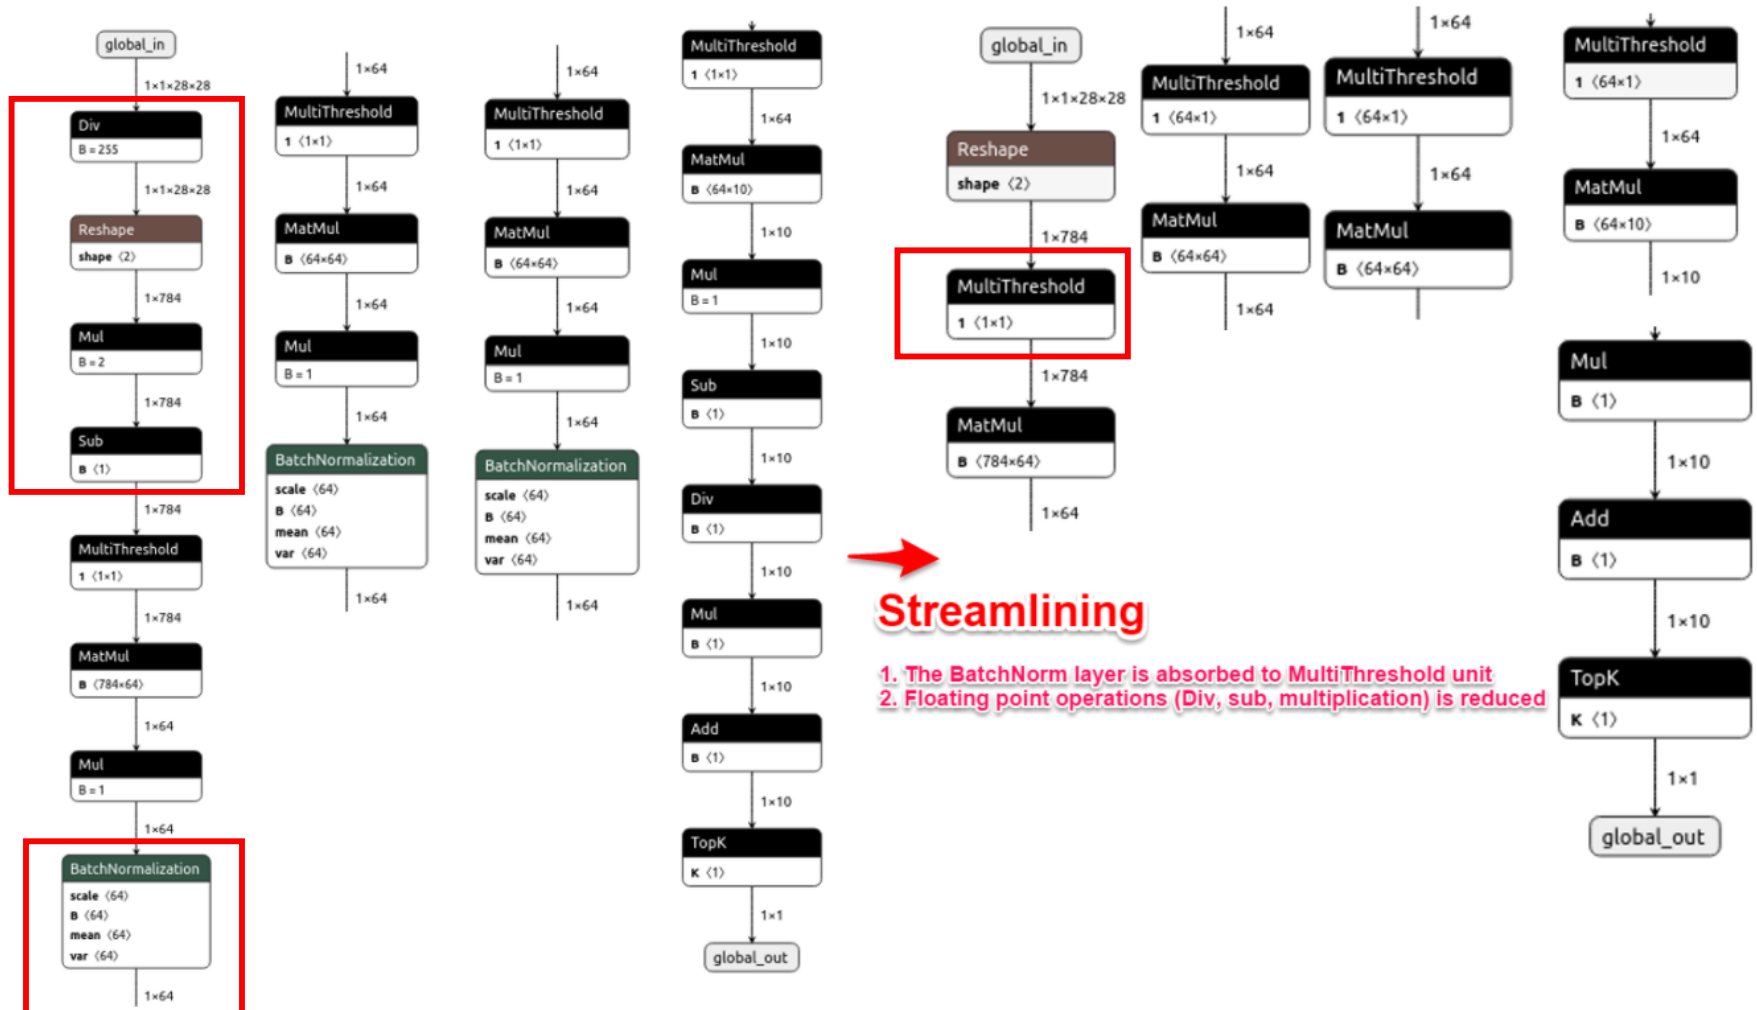 global_in
1×1×28×28
Div
B = 255
1×1×28×28
Reshape
shape ⟨2⟩
1×784
Mul
B = 2
1×784
Sub
B ⟨1⟩
1×784
MultiThreshold
1 ⟨1×1⟩
1×784
MatMul
B ⟨784×64⟩
1×64
Mul
B = 1
1×64
BatchNormalization
scale ⟨64⟩
B ⟨64⟩
mean ⟨64⟩
var ⟨64⟩
1×64
1×64
MultiThreshold
1 ⟨1×1⟩
1×64
MatMul
B ⟨64×64⟩
1×64
Mul
B = 1
1×64
BatchNormalization
scale ⟨64⟩
B ⟨64⟩
mean ⟨64⟩
var ⟨64⟩
1×64
1×64
MultiThreshold
1 ⟨1×1⟩
1×64
MatMul
B ⟨64×64⟩
1×64
Mul
B = 1
1×64
BatchNormalization
scale ⟨64⟩
B ⟨64⟩
mean ⟨64⟩
var ⟨64⟩
1×64
MultiThreshold
1 ⟨1×1⟩
1×64
MatMul
B ⟨64×10⟩
1×10
Mul
B = 1
1×10
Sub
B ⟨1⟩
1×10
Div
B ⟨1⟩
1×10
Mul
B ⟨1⟩
1×10
Add
B ⟨1⟩
1×10
TopK
K ⟨1⟩
1×1
global_out
Streamlining
1. The BatchNorm layer is absorbed to MultiThreshold unit
2. Floating point operations (Div, sub, multiplication) is reduced
global_in
1×1×28×28
Reshape
shape ⟨2⟩
1×784
MultiThreshold
1 ⟨1×1⟩
1×784
MatMul
B ⟨784×64⟩
1×64
1×64
MultiThreshold
1 ⟨64×1⟩
1×64
MatMul
B ⟨64×64⟩
1×64
1×64
MultiThreshold
1 ⟨64×1⟩
1×64
MatMul
B ⟨64×64⟩
MultiThreshold
1 ⟨64×1⟩
1×64
MatMul
B ⟨64×10⟩
1×10
Mul
B ⟨1⟩
1×10
Add
B ⟨1⟩
1×10
TopK
K ⟨1⟩
1×1
global_out